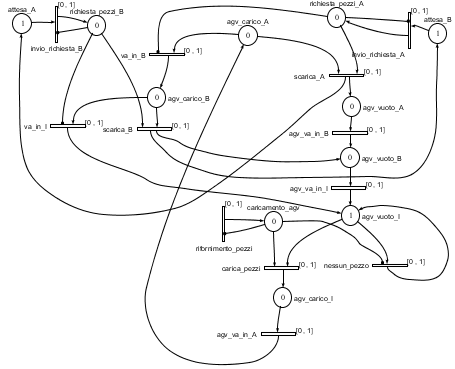 attesa_A
1
[0 , 1]
richiesta_pezzi_B
0
invio_richiesta_B
agv_carico_A
0
richiesta_pezzi_A
0
[0 , 1]
attesa_B
1
invio_richiesta_A
va_in_B
[0 , 1]
scarica_A
[0 , 1]
agv_carico_B
0
agv_vuoto_A
0
va_in_I
[0 , 1]
scarica_B
[0 , 1]
agv_va_in_B
[0 , 1]
agv_vuoto_B
0
agv_va_in_I
[0 , 1]
[0 , 1]
caricamento_agv
0
agv_vuoto_I
1
rifornimento_pezzi
carica_pezzi
[0 , 1]
nessun_pezzo
[0 , 1]
agv_carico_I
0
agv_va_in_A
[0 , 1]